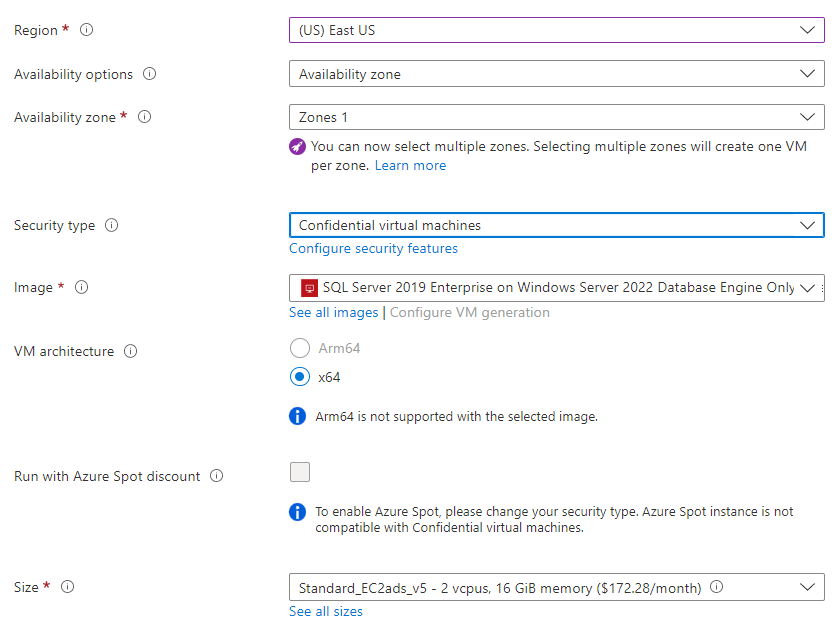 Region *
(US) East US
Availability options
Availability zone
Availability zone *
Zones 1
You can now select multiple zones. Selecting multiple zones will create one VM
per zone. Learn more
Security type
Confidential virtual machines
Configure security features
Image *
SQL Server 2019 Enterprise on Windows Server 2022 Database Engine Only
See all images | Configure VM generation
VM architecture
Arm64
x64
Arm64 is not supported with the selected image.
Run with Azure Spot discount
To enable Azure Spot, please change your security type. Azure Spot instance is not
compatible with Confidential virtual machines.
Size *
Standard_EC2ads_v5 - 2 vcpus, 16 GiB memory ($172.28/month)
See all sizes